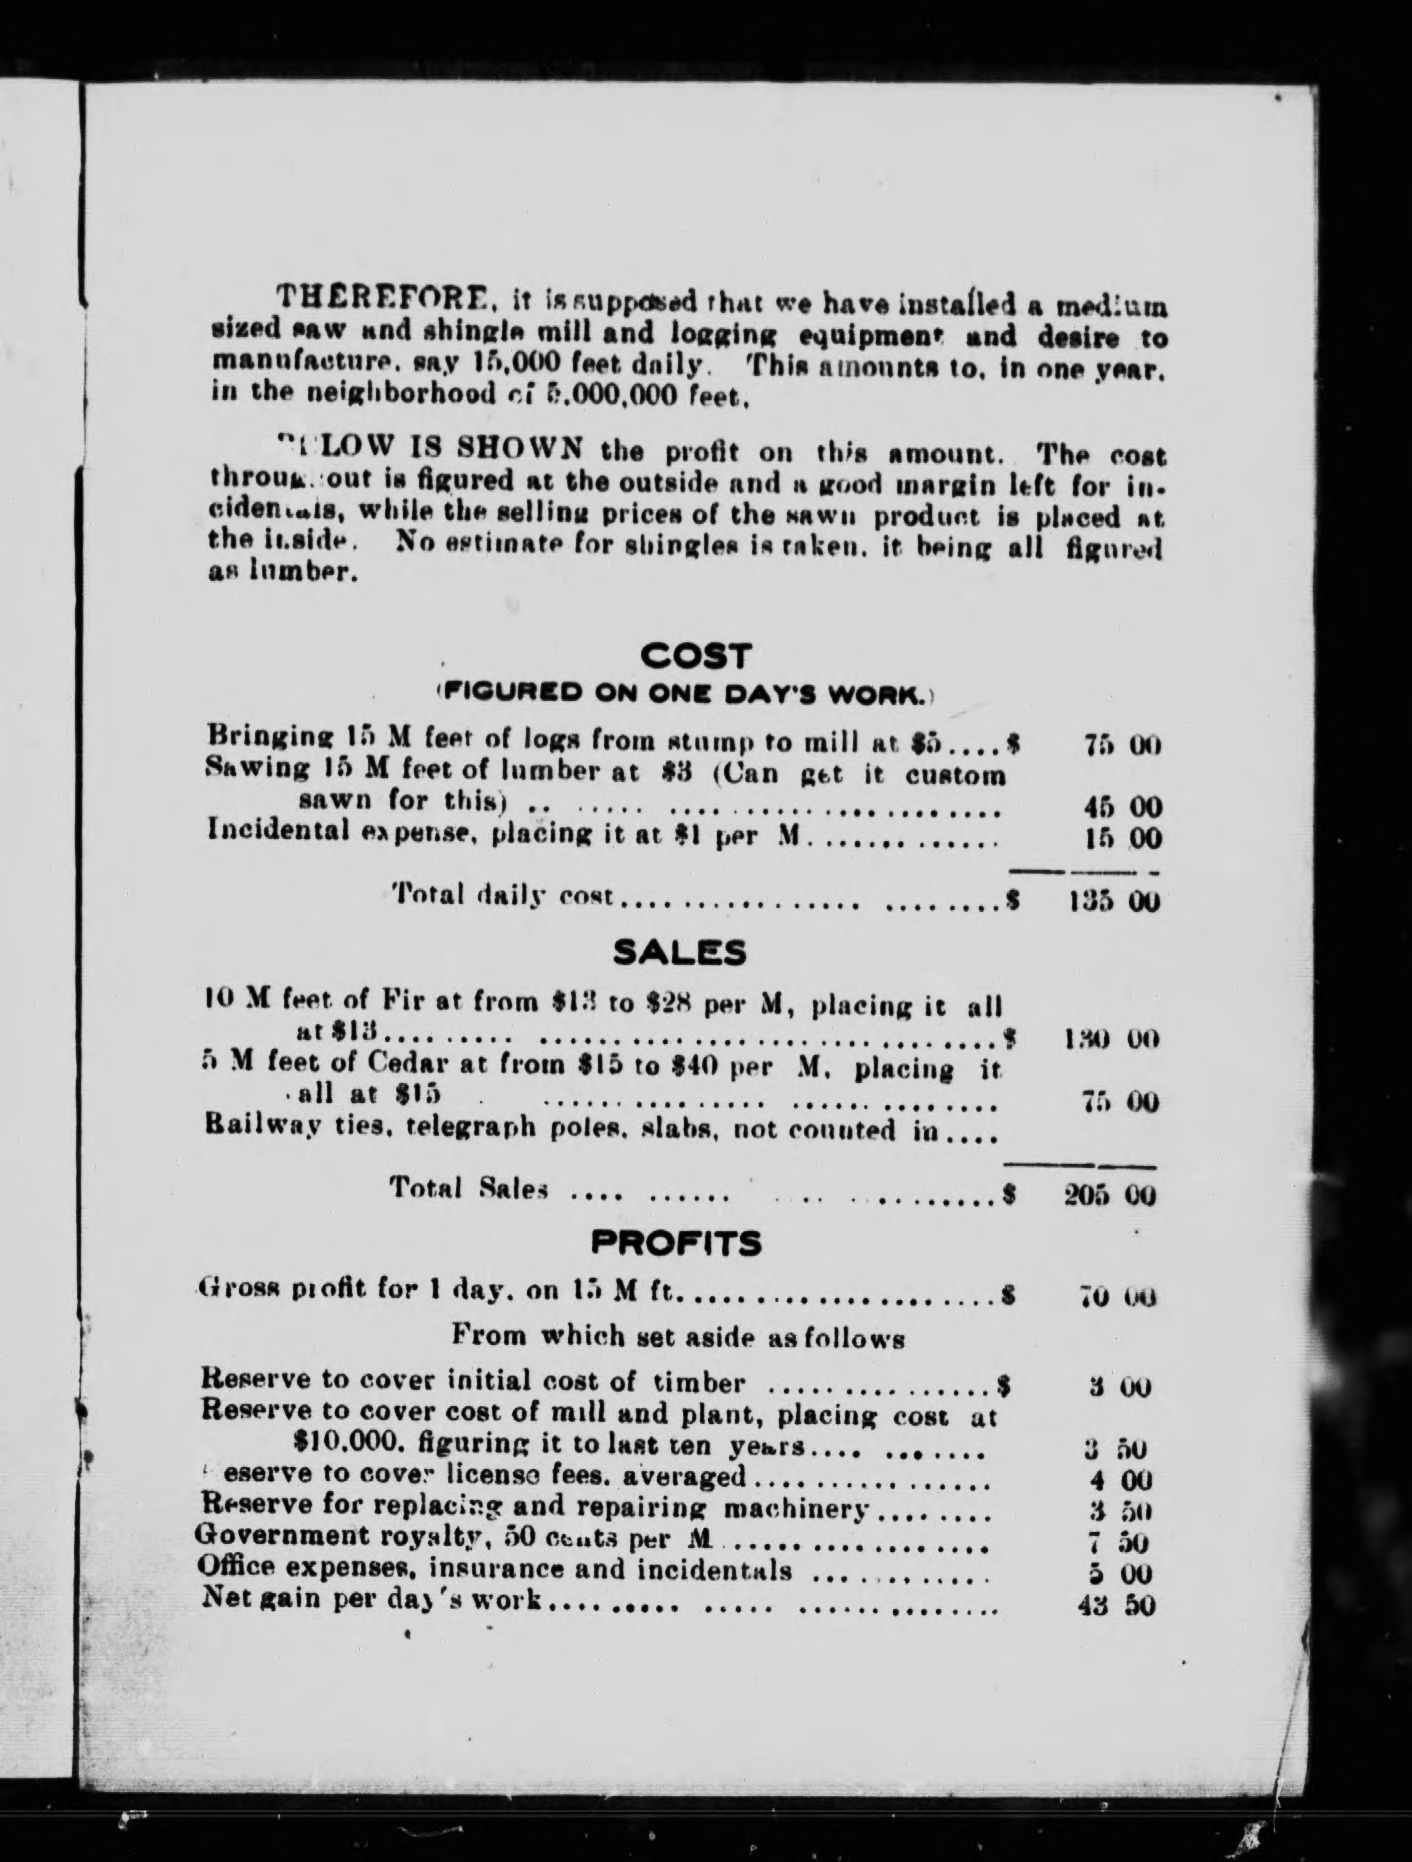 THEREFORE, it is supposed that we have installed a medium
sized saw and shingle mill and logging equipment and desire to
manufacture, say 15,000 feet daily. This amounts to, in one year,
in the neighborhood of 5,000,000 feet.
BELOW IS SHOWN the profit on this amount. The cost
throughout is figured at the outside and a good margin left for in-
cidentals, while the selling prices of the sawn product is placed at
the inside. No estimate for shingles is taken, it being all figured
as lumber.
COST
(FIGURED ON ONE DAY'S WORK.)
Bringing 15 M feet of logs from stump to mill at $5....$ 75 00
Sawing 15 M feet of lumber at $3 (Can get it custom
sawn for this) .. ..... ...................... 45 00
Incidental expense, placing it at $1 per M............. 15 00
Total daily cost................. ........$ 135 00
SALES
10 M feet of Fir at from $13 to $28 per M, placing it all
at $13.......... ..............................$ 130 00
5 M feet of Cedar at from $15 to $40 per M, placing it
all at $15 ............... .............. 75 00
Railway ties, telegraph poles, slabs, not counted in....
Total Sales .... ...... .. ..........$ 205 00
PROFITS
Gross profit for 1 day, on 15 M ft.....................$ 70 00
From which set aside as follows
Reserve to cover initial cost of timber ...............$ 3 00
Reserve to cover cost of mill and plant, placing cost at
$10,000, figuring it to last ten years.... ....... 3 50
eserve to cover license fees, averaged................ 4 00
Reserve for replacing and repairing machinery........ 3 50
Government royalty, 50 cents per M .................. 7 50
Office expenses, insurance and incidentals ............ 5 00
Net gain per day's work......... ..... .............. 43 50